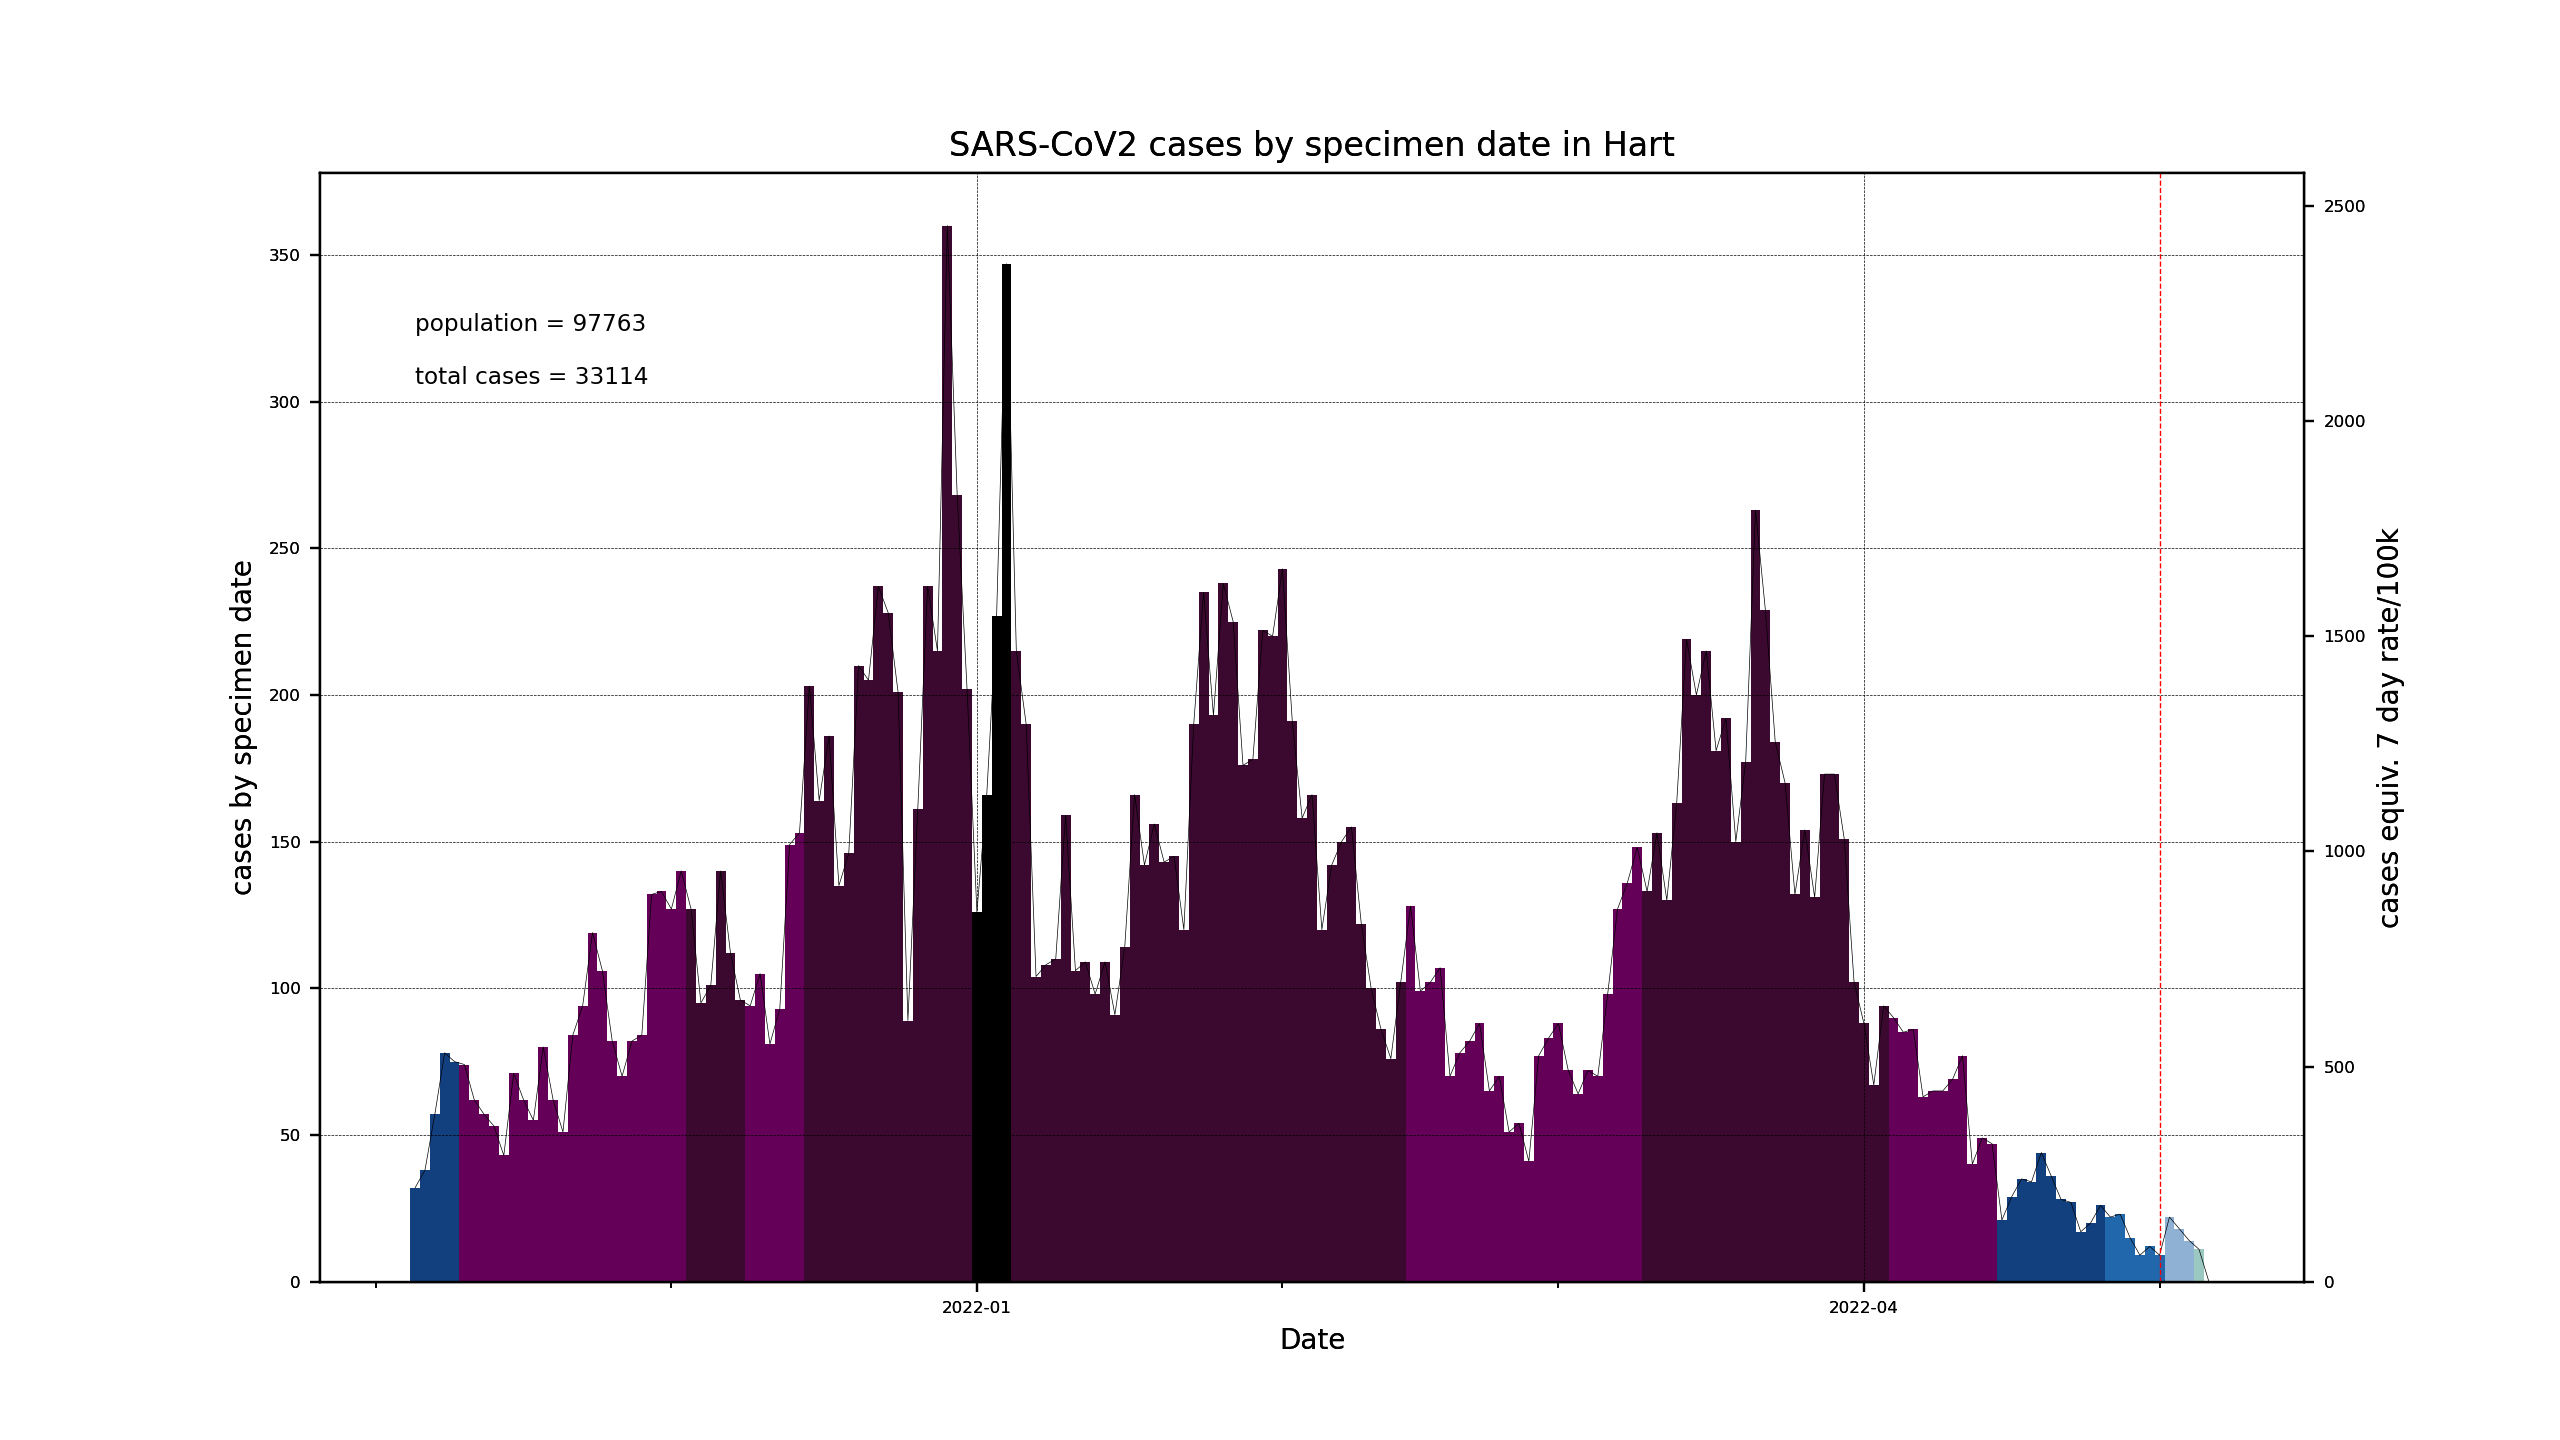 SARS-CoV2 cases by specimen date in Hart
population = 97763
total cases = 33114
cases by specimen date
350
300
250
200
150
100
50
0
2500
2000
1500
1000
500
0
cases equiv. 7 day rate/100k
2022-01
2022-04
Date